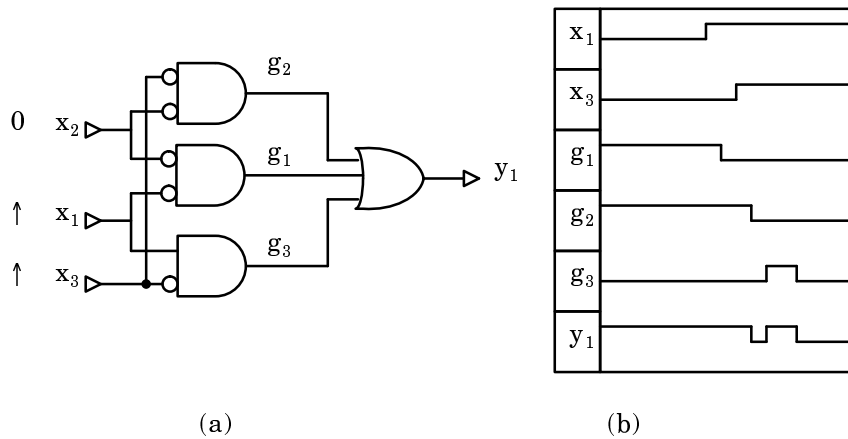 g₂
0 x₂
g₁
y₁
↑ x₁
g₃
↑ x₃
(a)
x₁
x₃
g₁
g₂
g₃
y₁
(b)